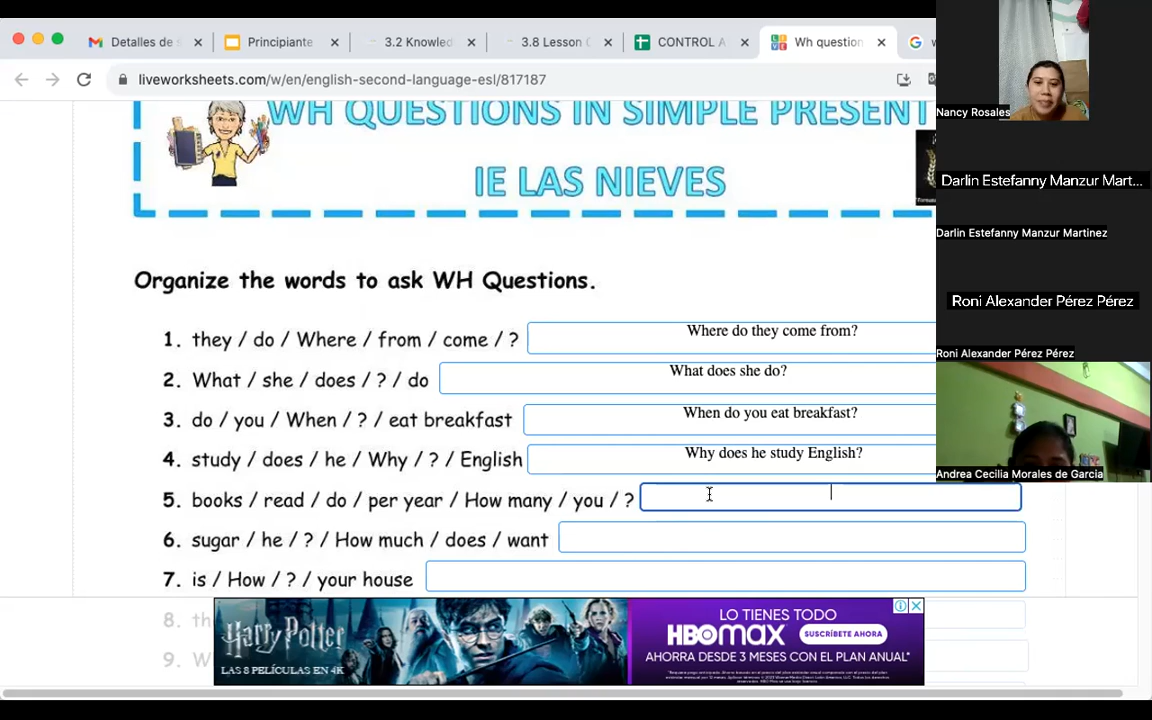 Detalles de
Principiante
3.2 Knowled
3.8 Lesson
CONTROL A
Wh question
liveworksheets.com/w/en/english-second-language-esl/817187
WH QUESTIONS IN SIMPLE PRESENT
IE LAS NIEVES
Organize the words to ask WH Questions.
1. they / do / Where / from / come / ?
Where do they come from?
2. What / she / does / ? / do
What does she do?
3. do / you / When / ? / eat breakfast
When do you eat breakfast?
4. study / does / he / Why / ? / English
Why does he study English?
5. books / read / do / per year / How many / you / ?
6. sugar / he / ? / How much / does / want
7. is / How / ? / your house
8. th
9. W
Harry Potter
LAS 8 PELÍCULAS EN 4K
LO TIENES TODO
HBOMAX
SUSCRÍBETE AHORA
AHORRA DESDE 3 MESES CON EL PLAN ANUAL*
Nancy Rosales
Darlin Estefanny Manzur Mart...
Darlin Estefanny Manzur Martinez
Roni Alexander Pérez Pérez
Roni Alexander Pérez Pérez
Andrea Cecilia Morales de Garcia